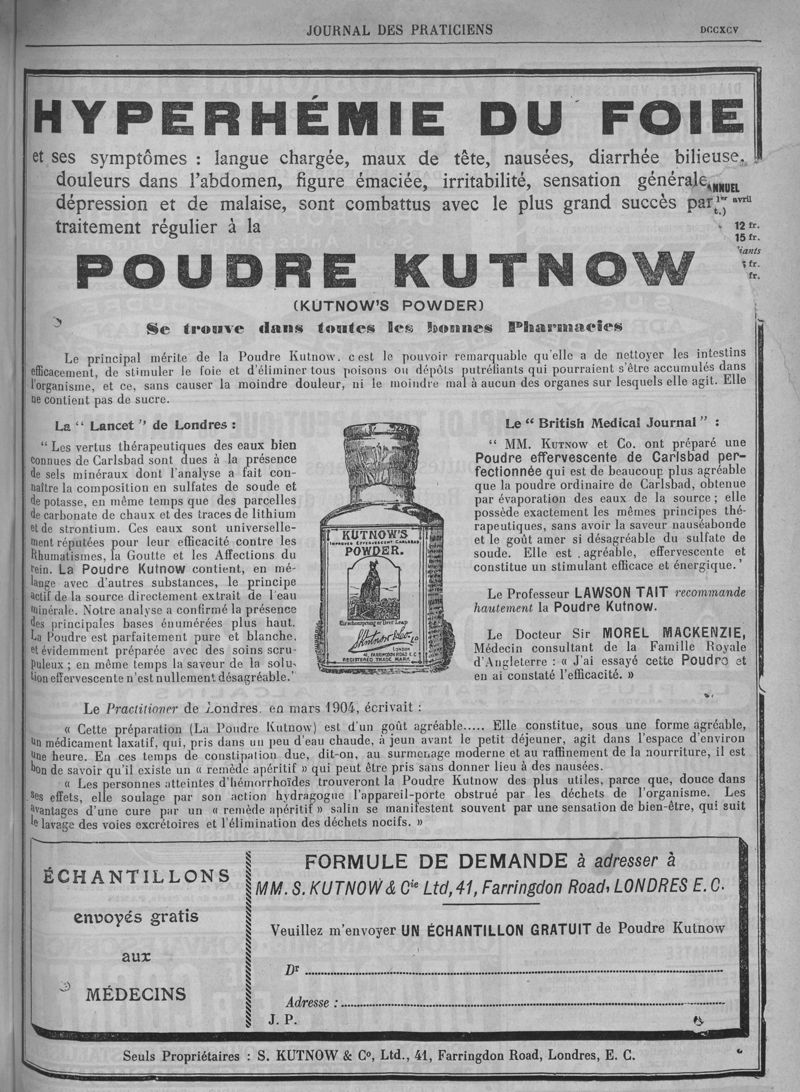 JOURNAL DES PRATICIENS
DCCXCV
HYPERHÉMIE DU FOIE
et ses symptômes : langue chargée, maux de tête, nausées, diarrhée bilieuse,
douleurs dans l'abdomen, figure émaciée, irritabilité, sensation générale
dépression et de malaise, sont combattus avec le plus grand succès par
traitement régulier à la
NNUEL
avril
12 fr.
15 fr.
fr.
fr.
POUDRE KUTNOW
(KUTNOW'S POWDER)
Se trouve dans toutes les bonnes Pharmacies
Le principal mérite de la Poudre Kutnow. c'est le pouvoir remarquable qu'elle a de nettoyer les intestins
efficacement, de stimuler le foie et d'éliminer tous poisons ou dépôts putréfiants qui pourraient s'être accumulés dans
l'organisme, et ce, sans causer la moindre douleur, ni le moindre mal à aucun des organes sur lesquels elle agit. Elle
ne contient pas de sucre.
La “ Lancet ” de Londres :
“ Les vertus thérapeutiques des eaux bien
connues de Carlsbad sont dues à la présence
de sels minéraux dont l'analyse a fait con-
naître la composition en sulfates de soude et
de potasse, en même temps que des parcelles
de carbonate de chaux et des traces de lithium
et de strontium. Ces eaux sont universelle-
ment réputées pour leur efficacité contre les
Rhumatismes, la Goutte et les Affections du
rein. La Poudre Kutnow contient, en mé-
lange avec d'autres substances, le principe
actif de la source directement extrait de l'eau
minérale. Notre analyse a confirmé la présence
des principales bases énumérées plus haut.
La Poudre est parfaitement pure et blanche,
et évidemment préparée avec des soins scru-
puleux ; en même temps la saveur de la solu-
tion effervescente n'est nullement désagréable.'
KUTNOW'S
IMPROVED EFFERVESCENT CARLSBAD
POWDER.
Hirschensprung or Deer Leap
S. Kutnow & Co. Ld
LONDON
41, FARRINGDON ROAD E.C.
REGISTERED TRADE MARK.
Le “ British Medical Journal ” :
“ MM. KUTNOW et Co. ont préparé une
Poudre effervescente de Carlsbad per-
fectionnée qui est de beaucoup plus agréable
que la poudre ordinaire de Carlsbad, obtenue
par évaporation des eaux de la source ; elle
possède exactement les mêmes principes thé-
rapeutiques, sans avoir la saveur nauséabonde
et le goût amer si désagréable du sulfate de
soude. Elle est . agréable, effervescente et
constitue un stimulant efficace et énergique.'
Le Professeur LAWSON TAIT recommande
hautement la Poudre Kutnow.
Le Docteur Sir MOREL MACKENZIE,
Médecin consultant de la Famille Royale
d'Angleterre : « J'ai essayé cette Poudre et
en ai constaté l'efficacité. »
Le Practitioner de Londres, en mars 1904, écrivait :
« Cette préparation (La Poudre Kutnow) est d'un goût agréable..... Elle constitue, sous une forme agréable,
un médicament laxatif, qui, pris dans un peu d'eau chaude, à jeun avant le petit déjeuner, agit dans l'espace d'environ
une heure. En ces temps de constipation due, dit-on, au surmenage moderne et au raffinement de la nourriture, il est
bon de savoir qu'il existe un « remède apéritif » qui peut être pris sans donner lieu à des nausées.
« Les personnes atteintes d'hémorrhoïdes trouveront la Poudre Kutnow des plus utiles, parce que, douce dans
ses effets, elle soulage par son action hydragogue l'appareil-porte obstrué par les déchets de l'organisme. Les
avantages d'une cure par un « remède apéritif » salin se manifestent souvent par une sensation de bien-être, qui suit
le lavage des voies excrétoires et l'élimination des déchets nocifs. »
ÉCHANTILLONS
envoyés gratis
aux
MÉDECINS
FORMULE DE DEMANDE à adresser à
MM. S. KUTNOW & Cie Ltd, 41, Farringdon Road, LONDRES E. C.
Veuillez m'envoyer UN ÉCHANTILLON GRATUIT de Poudre Kutnow
Dr
Adresse :
J. P.
Seuls Propriétaires : S. KUTNOW & Co, Ltd., 41, Farringdon Road, Londres, E. C.